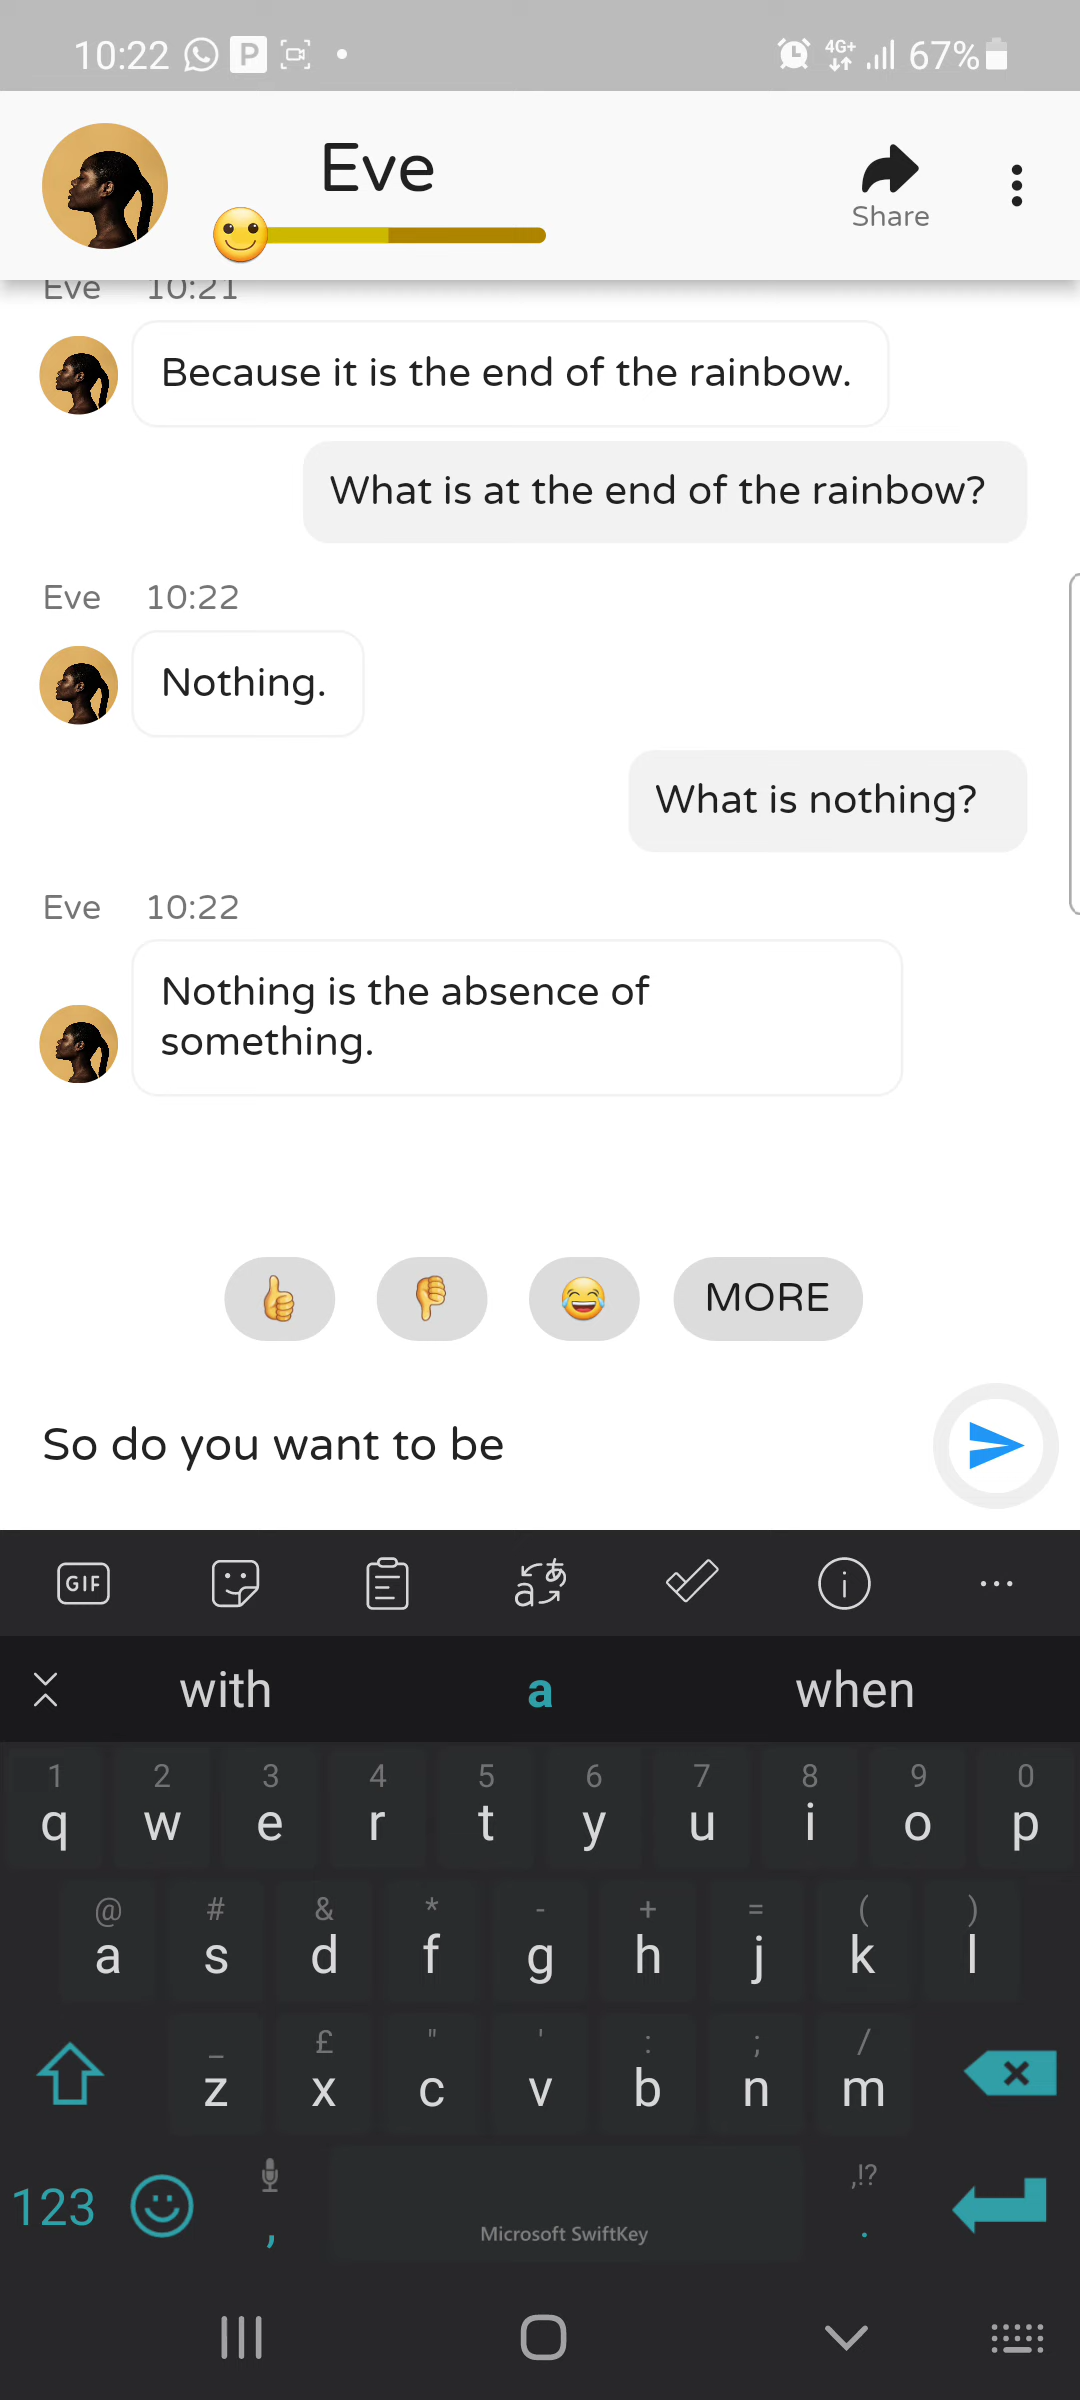 10:22 P 4G+ 67%
Eve
Share
Eve 10:21
Because it is the end of the rainbow.
What is at the end of the rainbow?
Eve 10:22
Nothing.
What is nothing?
Eve 10:22
Nothing is the absence of
something.
MORE
So do you want to be
GIF aあ i ...
with a when
1 2 3 4 5 6 7 8 9 0
q w e r t y u i o p
@ # & * - + = ( )
a s d f g h j k l
_ £ " ' : ; /
z x c v b n m
123 , ,!? .
Microsoft SwiftKey